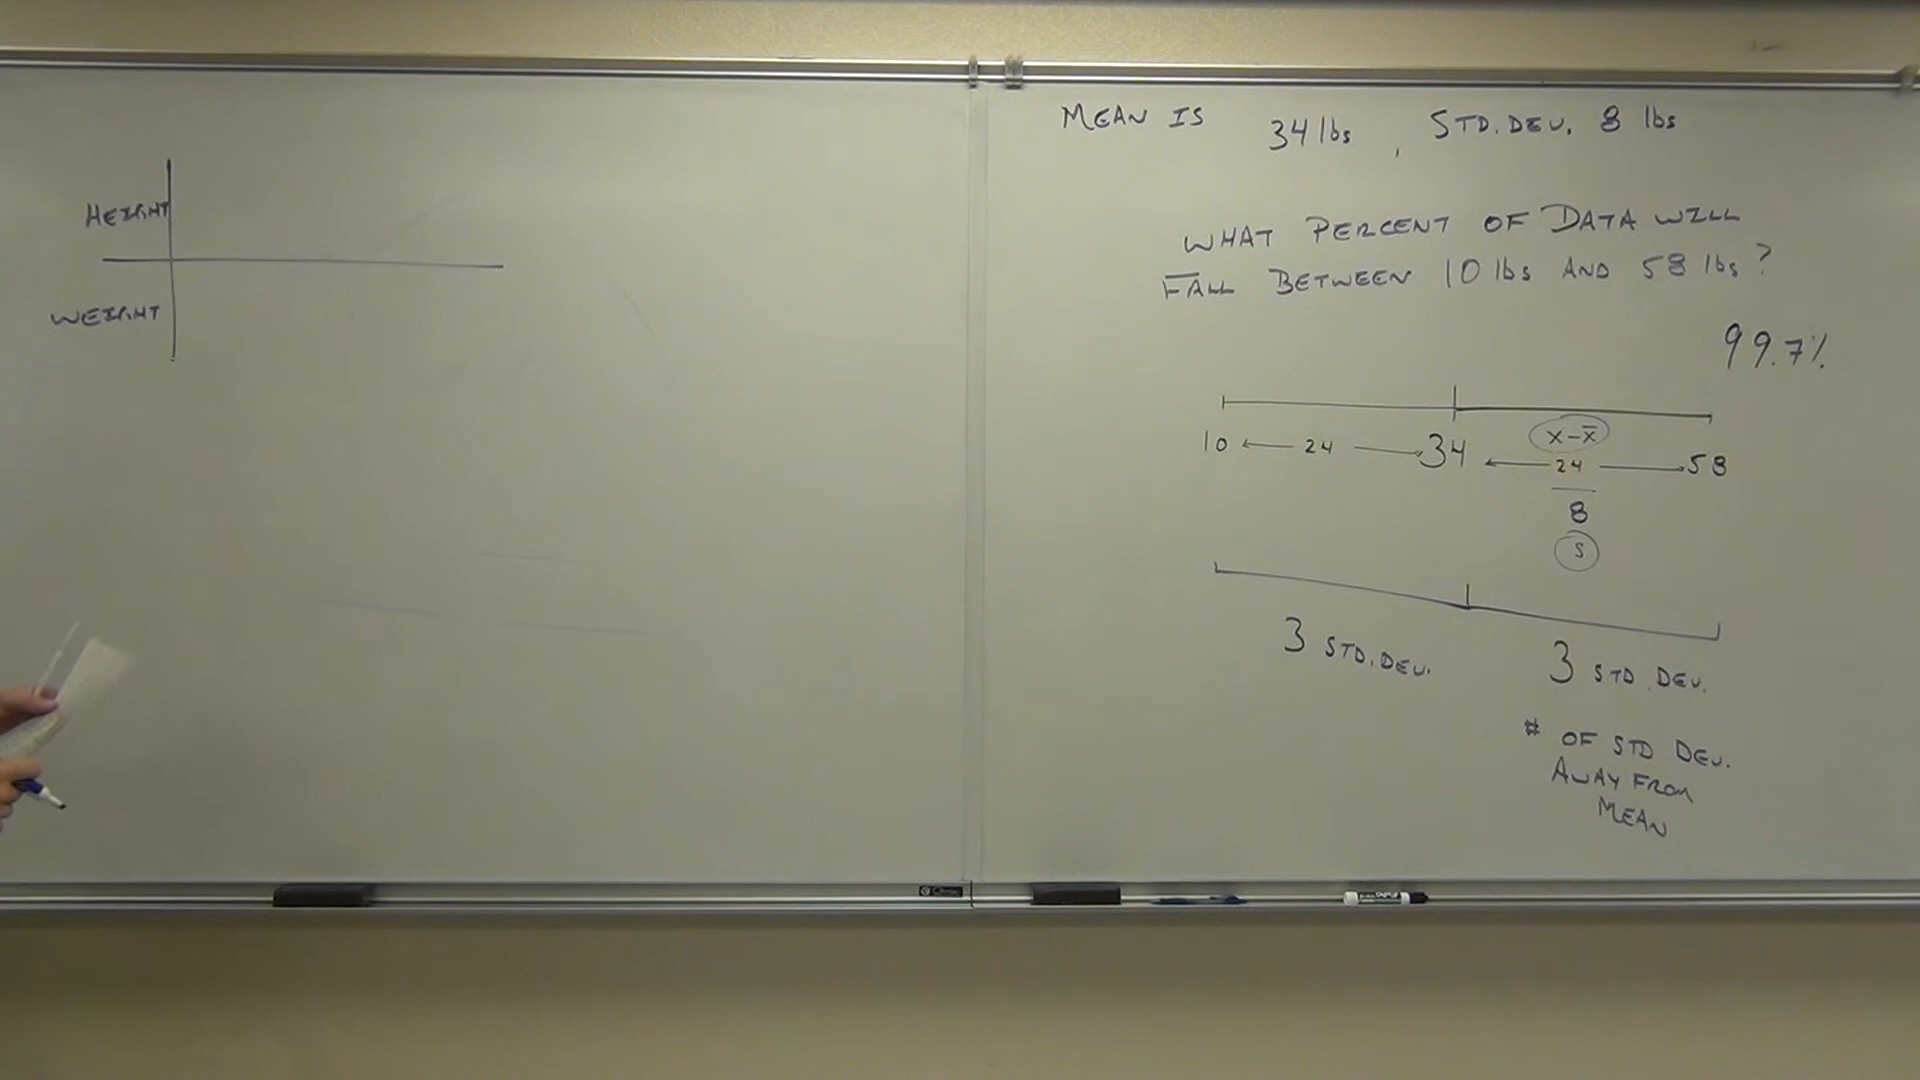 HEIGHT
WEIGHT
MEAN IS 34 lbs, STD. DEV. 8 lbs
WHAT PERCENT OF DATA WILL
FALL BETWEEN 10 lbs AND 58 lbs?
99.7%
x-x̄
10 24 34 24 58
8
s
3 STD. DEV. 3 STD. DEV.
# OF STD DEV.
AWAY FROM
MEAN